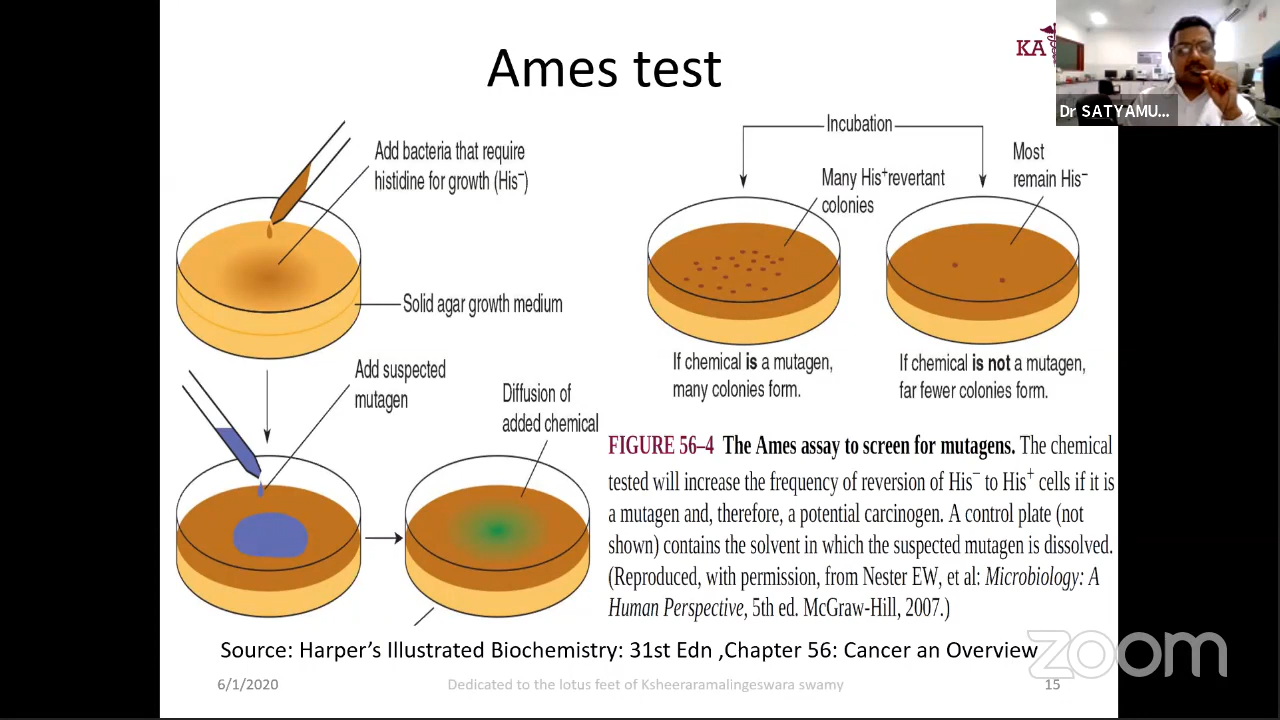 Ames test
KA
Dr SATYAMU...
Add bacteria that require
histidine for growth (His⁻)
Solid agar growth medium
Add suspected
mutagen
Diffusion of
added chemical
Incubation
Many His⁺revertant
colonies
Most
remain His⁻
If chemical is a mutagen,
many colonies form.
If chemical is not a mutagen,
far fewer colonies form.
FIGURE 56–4 The Ames assay to screen for mutagens. The chemical
tested will increase the frequency of reversion of His⁻ to His⁺ cells if it is
a mutagen and, therefore, a potential carcinogen. A control plate (not
shown) contains the solvent in which the suspected mutagen is dissolved.
(Reproduced, with permission, from Nester EW, et al: Microbiology: A
Human Perspective, 5th ed. McGraw-Hill, 2007.)
Source: Harper’s Illustrated Biochemistry: 31st Edn ,Chapter 56: Cancer an Overview
zoom
6/1/2020
Dedicated to the lotus feet of Ksheeraramalingeswara swamy
15